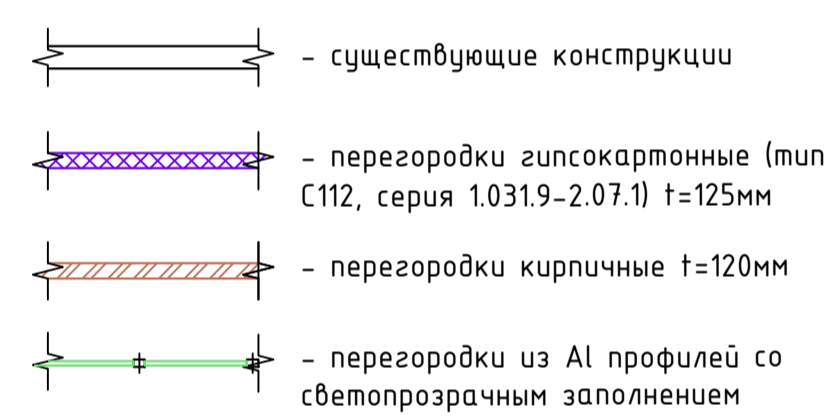 - существующие конструкции
- перегородки гипсокартонные (тип
С112, серия 1.031.9-2.07.1) t=125мм
- перегородки кирпичные t=120мм
- перегородки из Al профилей со
светопрозрачным заполнением